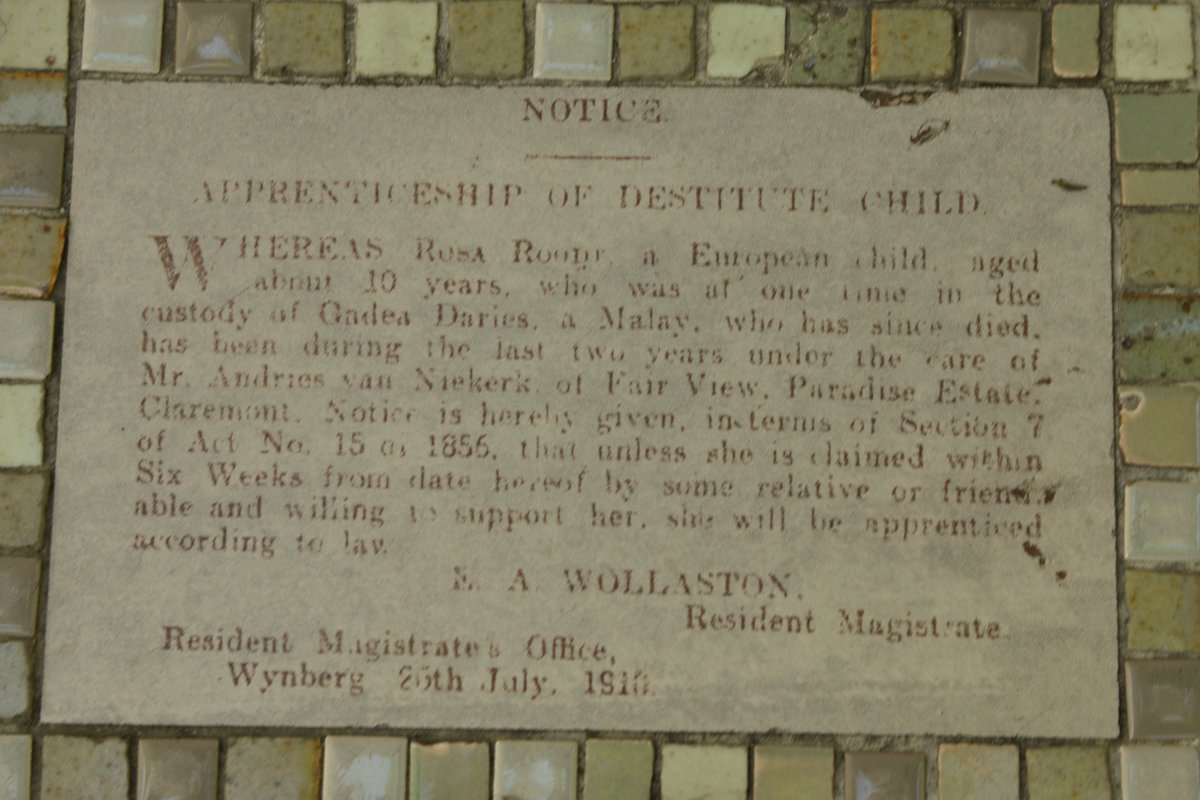 NOTICE.
APPRENTICESHIP OF DESTITUTE CHILD.
WHEREAS Rosa a European child, aged
about 10 years, who was at one time in the
custody of Gadea Daries, a Malay, who has since died,
has been during the last two years under the care of
Mr. Andries van Niekerk, of Fair View, Paradise Estate,
Claremont. Notice is hereby given, in terms of Section 7
of Act No. 15 of 1856, that unless she is claimed within
Six Weeks from date hereof by some relative or friend,
able and willing to support her, she will be apprenticed
according to law.
E. A. WOLLASTON,
Resident Magistrate.
Resident Magistrate's Office,
Wynberg July,